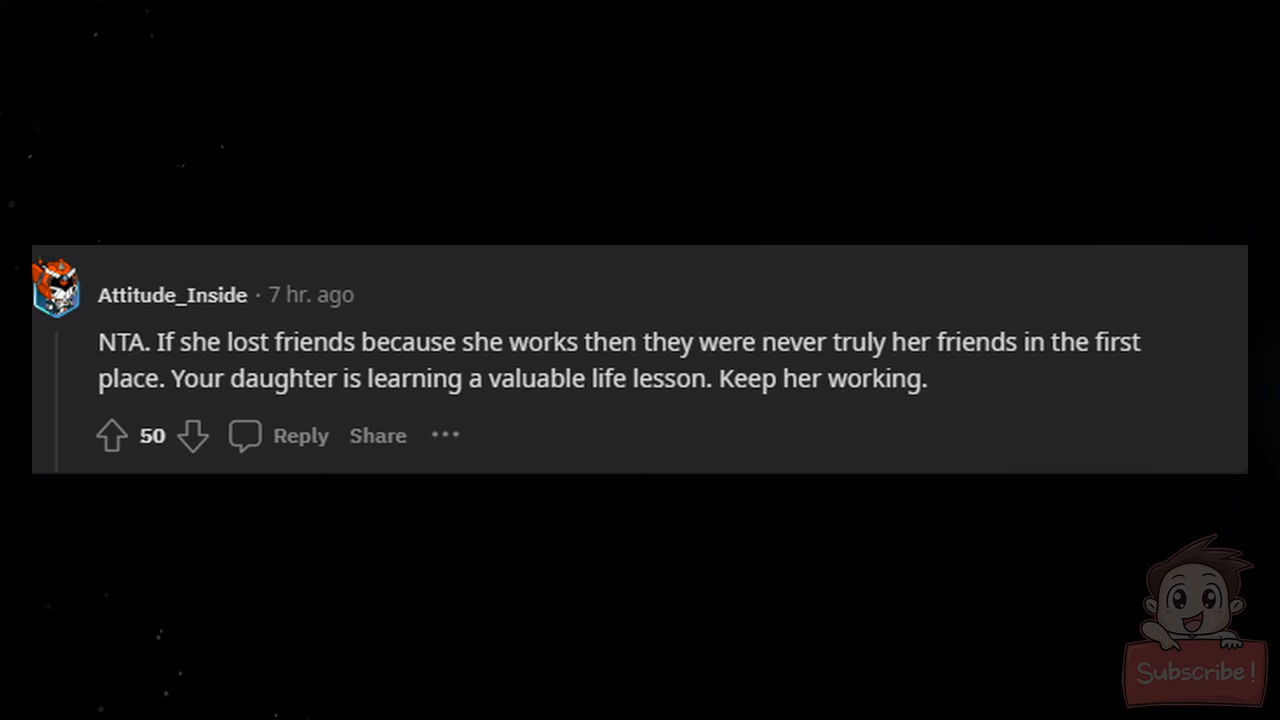 Attitude_Inside · 7 hr. ago
NTA. If she lost friends because she works then they were never truly her friends in the first
place. Your daughter is learning a valuable life lesson. Keep her working.
50 Reply Share ···
Subscribe!